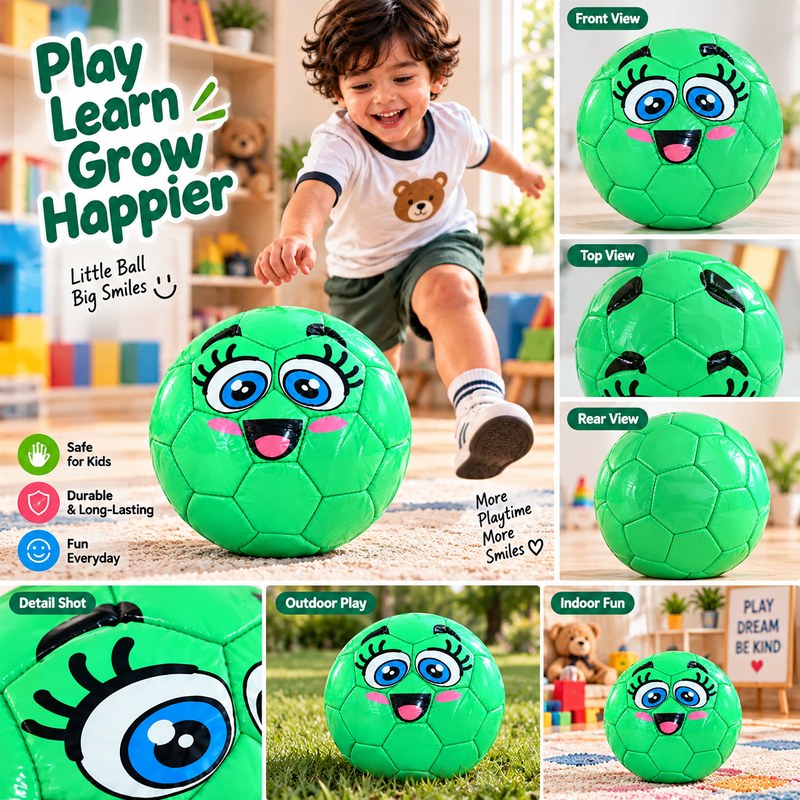 Play
Learn
Grow
Happier
Little Ball
Big Smiles
Safe
for Kids
Durable
& Long-Lasting
Fun
Everyday
More
Playtime
More
Smiles
Front View
Top View
Rear View
Detail Shot
Outdoor Play
Indoor Fun
PLAY
DREAM
BE KIND